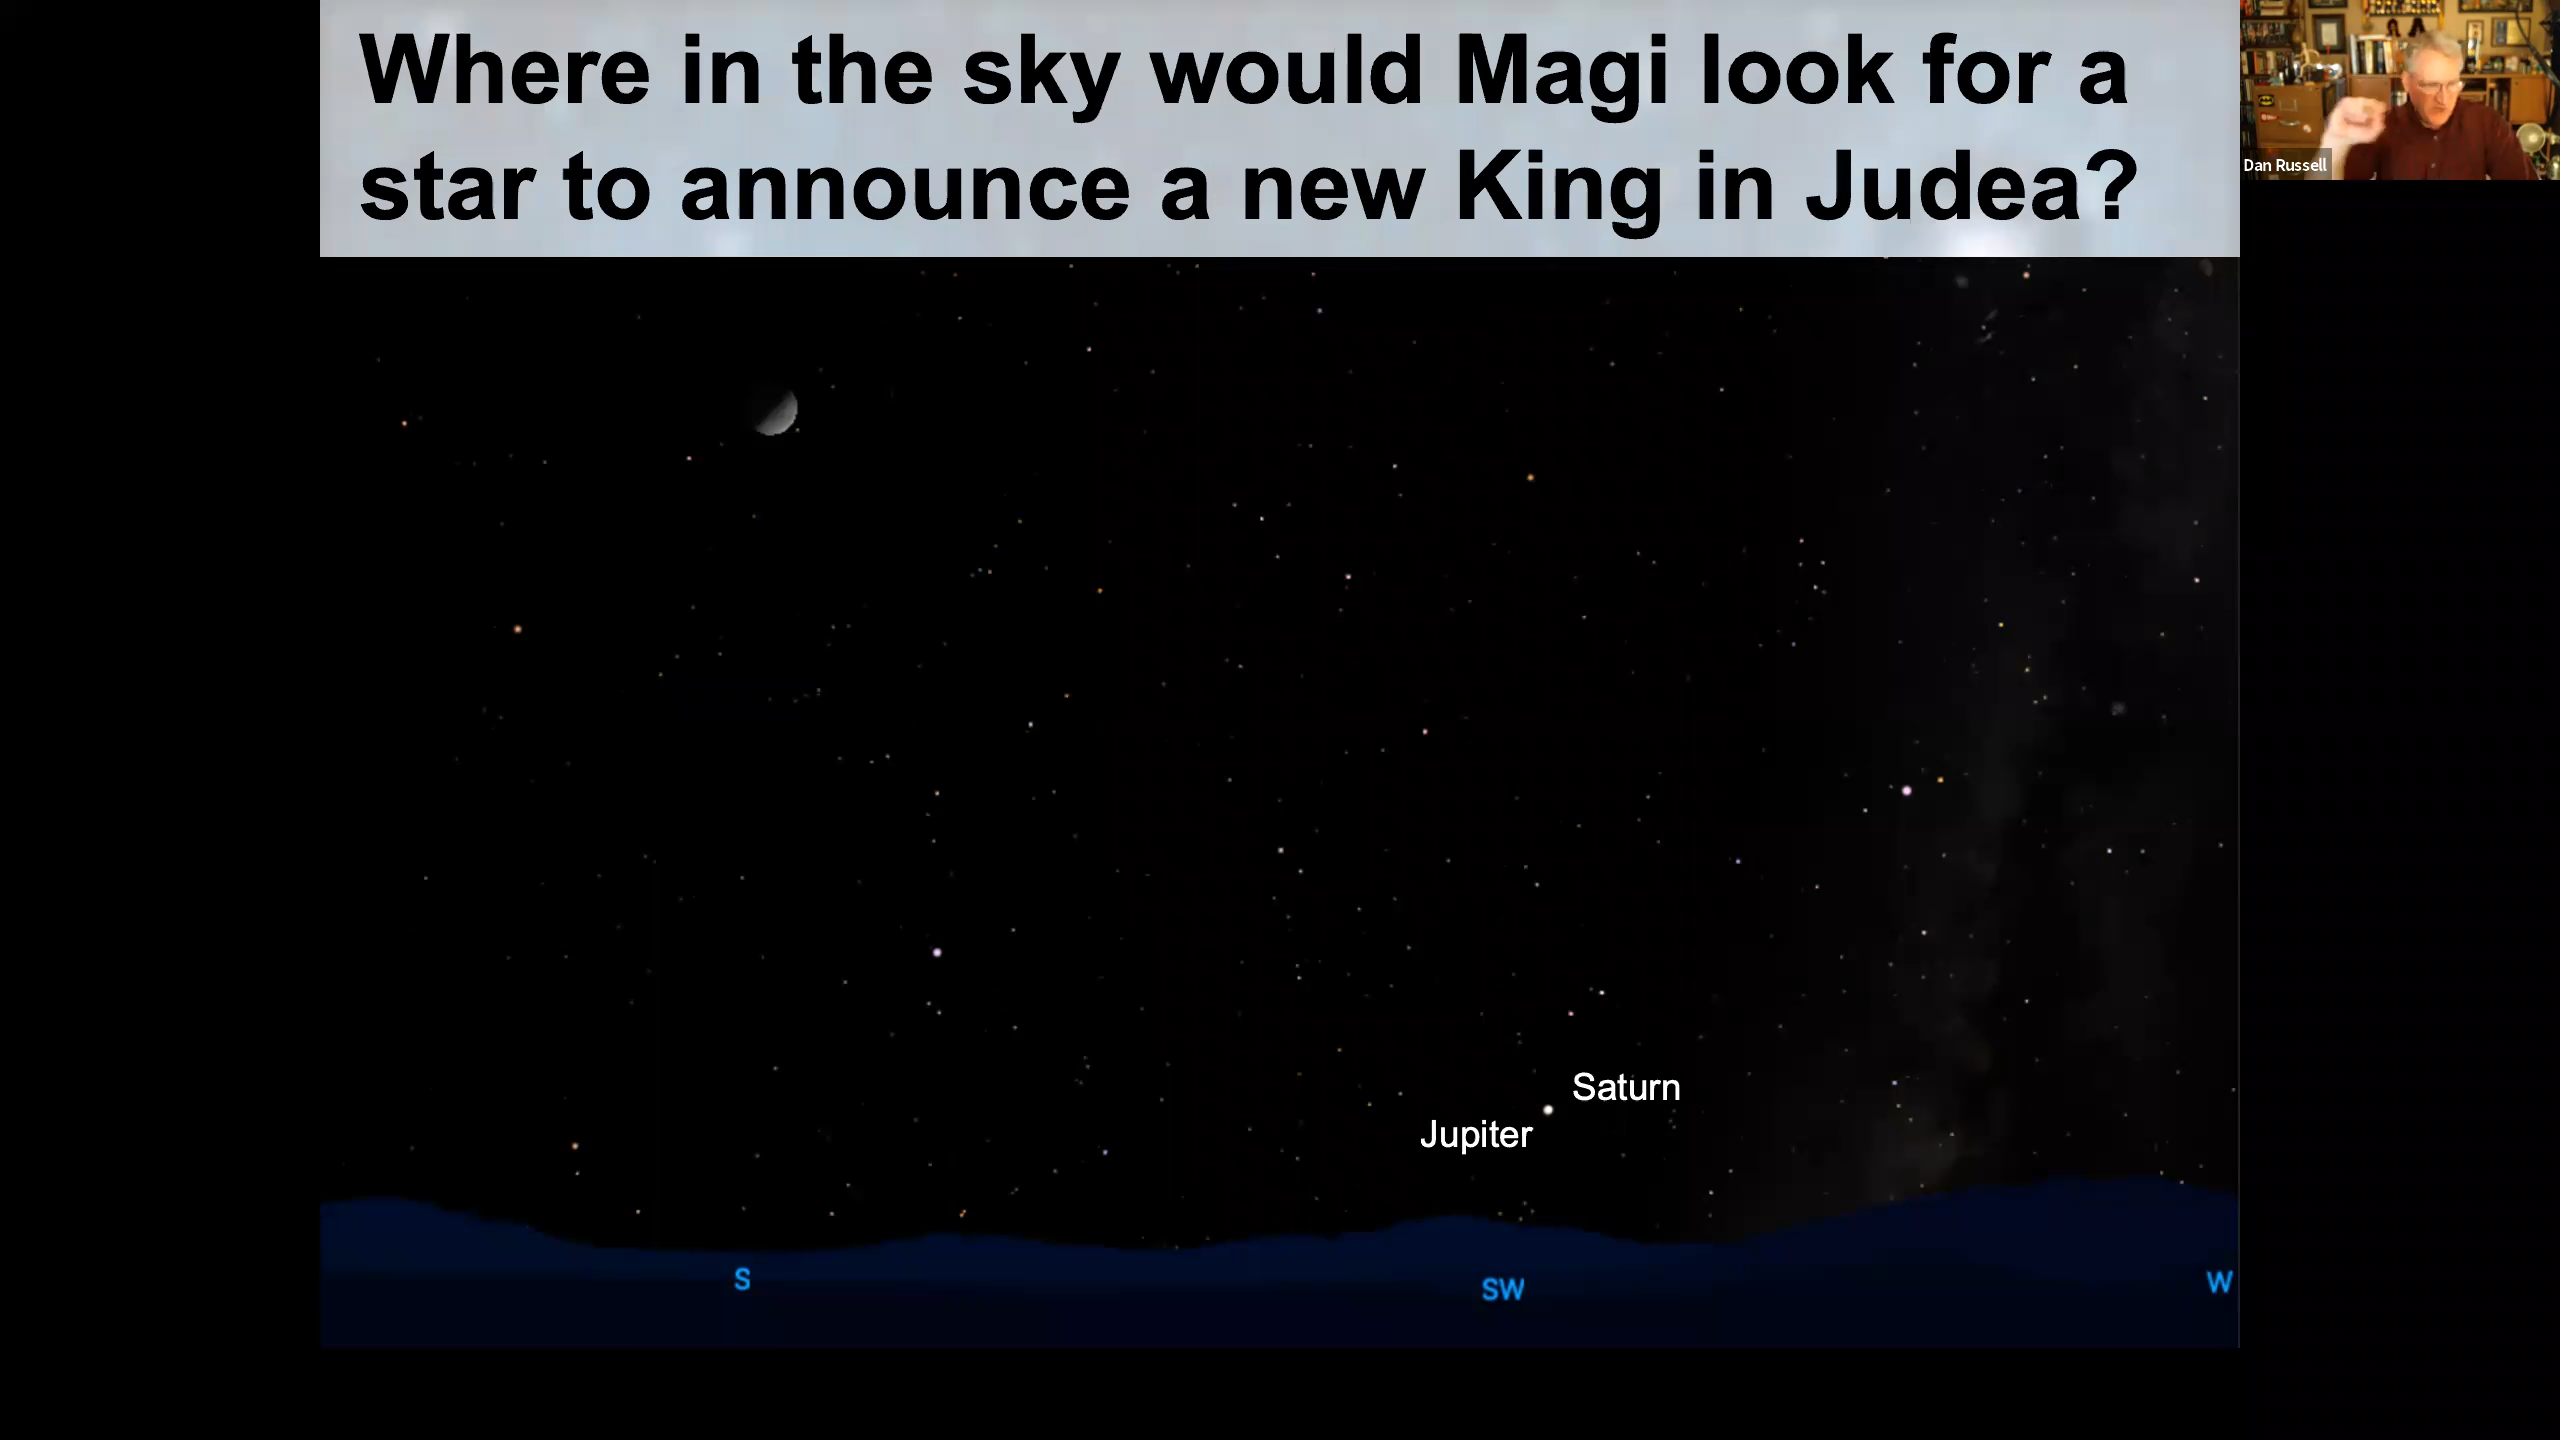 Where in the sky would Magi look for a
star to announce a new King in Judea?
Dan Russell
Saturn
Jupiter
S
SW
W